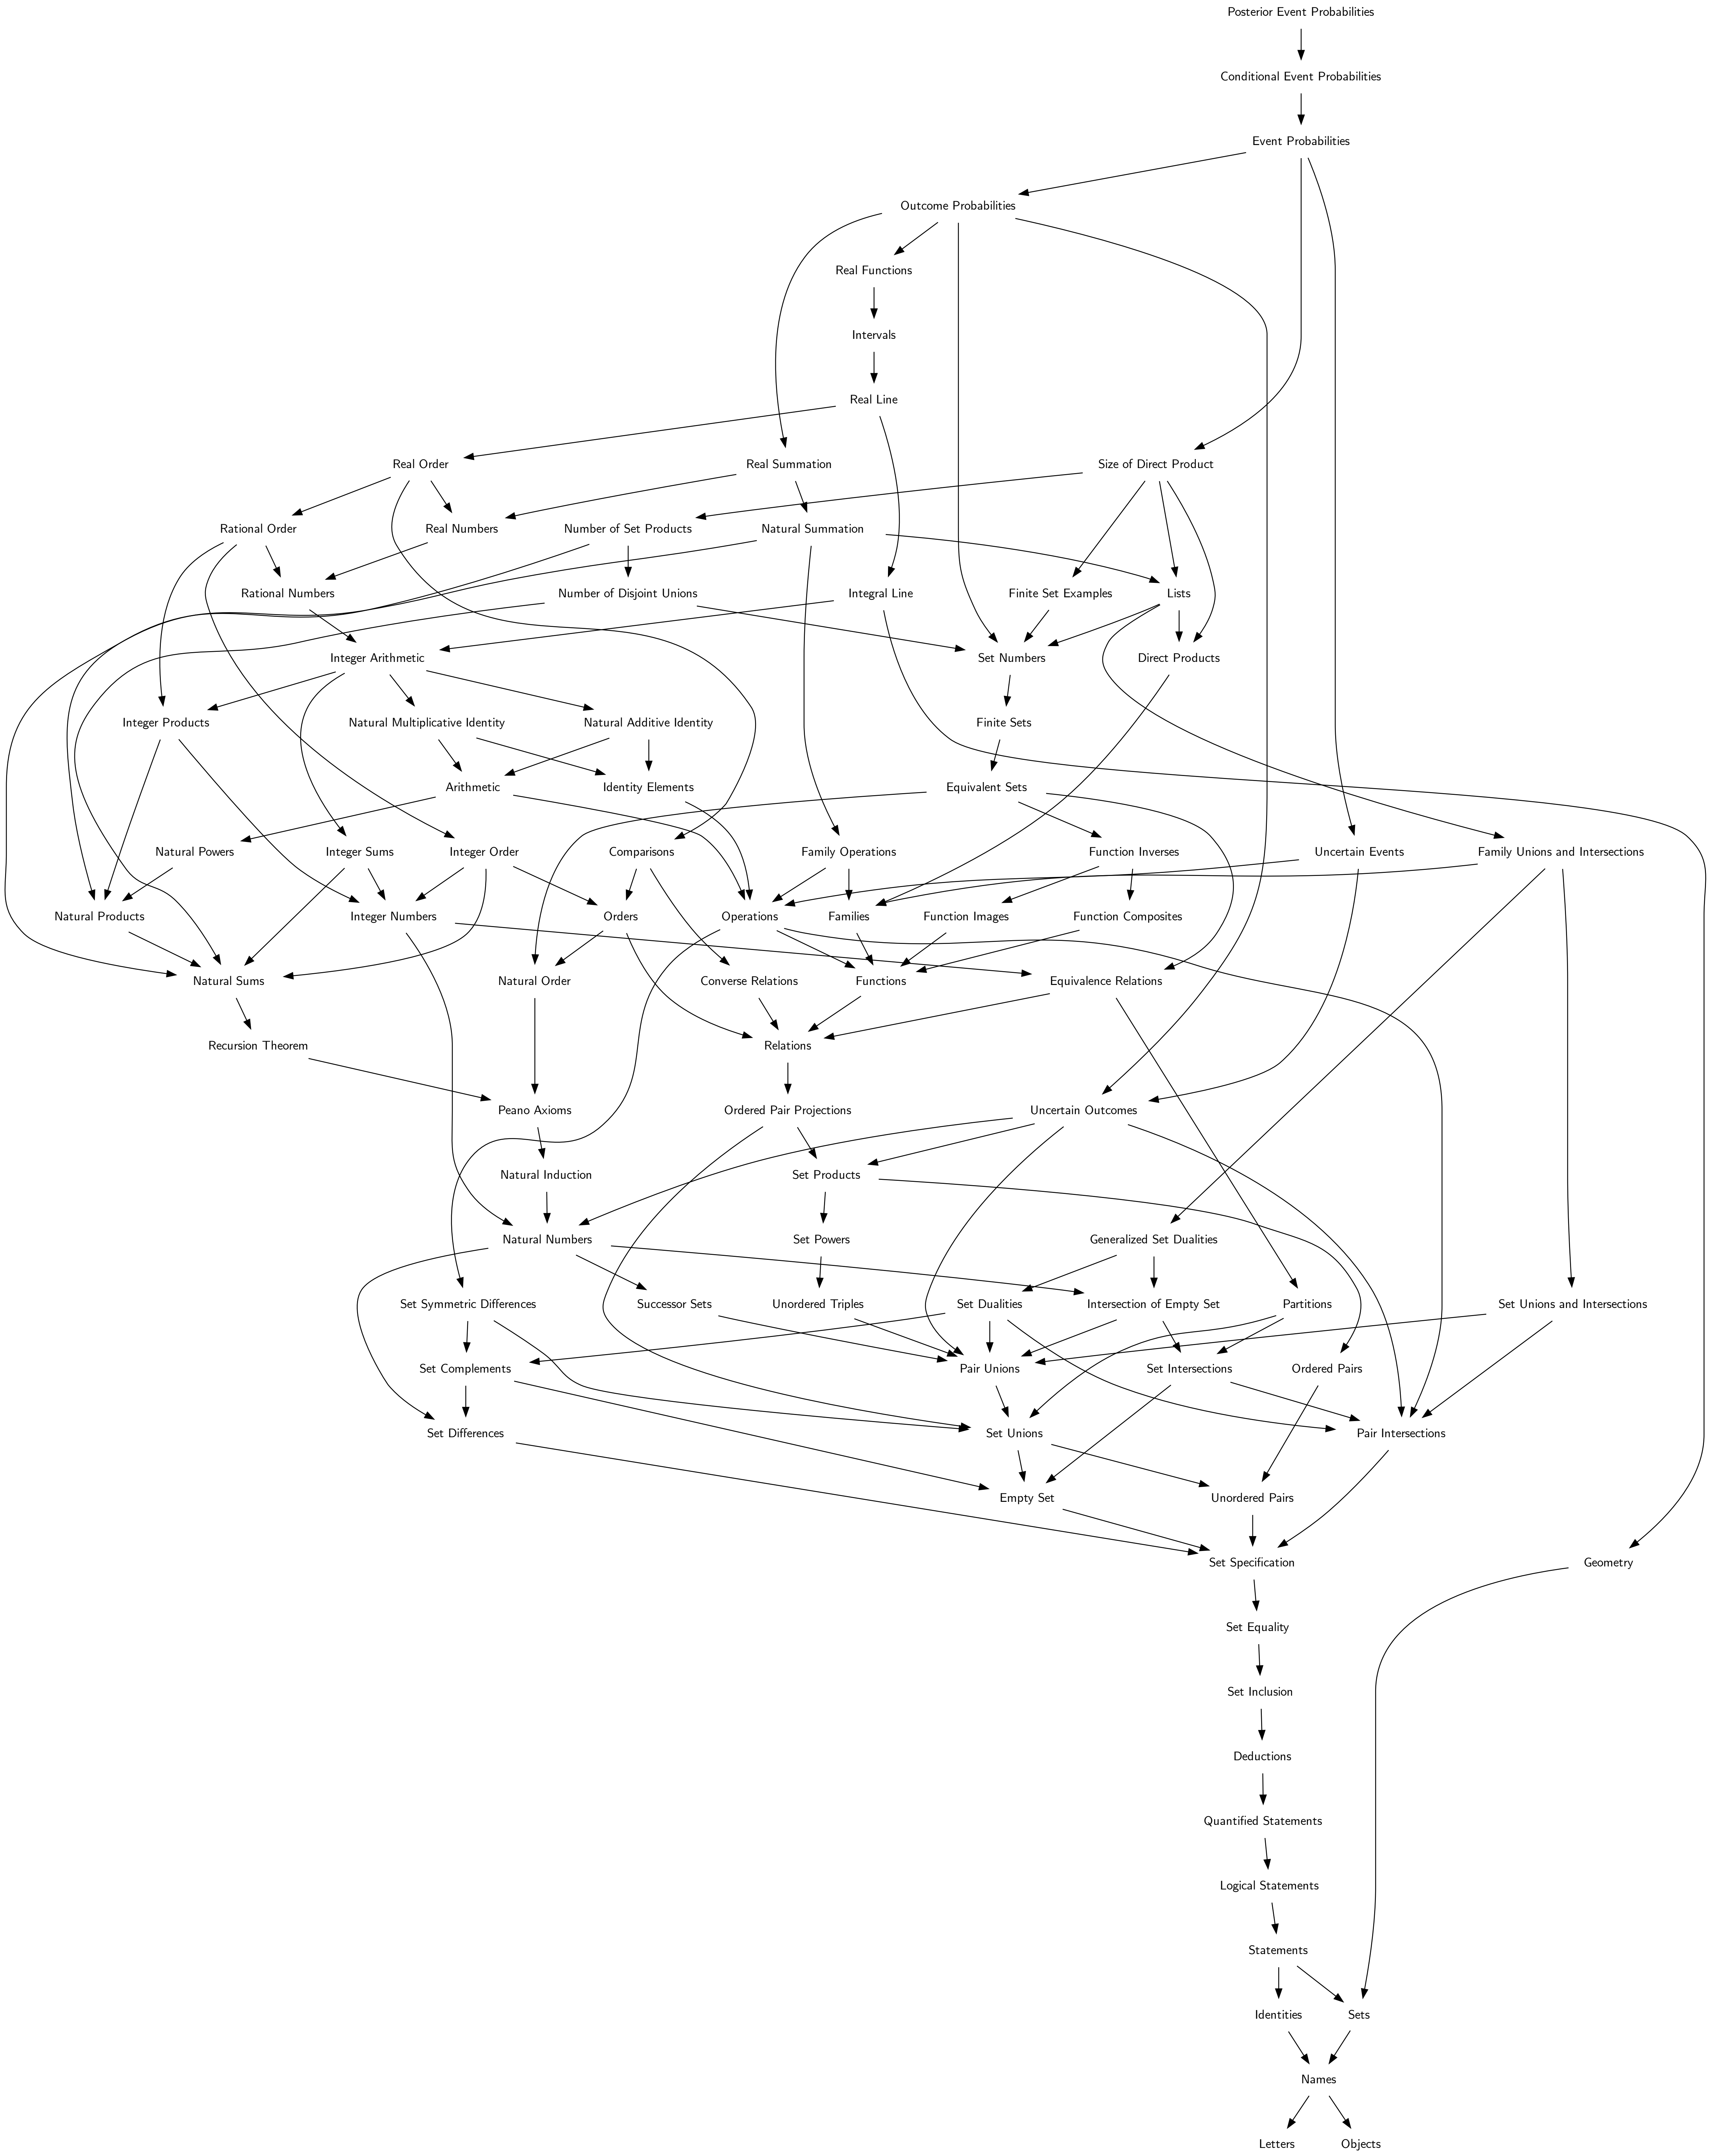 Posterior Event Probabilities
Conditional Event Probabilities
Event Probabilities
Outcome Probabilities
Real Functions
Intervals
Real Line
Real Order
Real Summation
Size of Direct Product
Rational Order
Real Numbers
Number of Set Products
Natural Summation
Rational Numbers
Number of Disjoint Unions
Integral Line
Finite Set Examples
Lists
Integer Arithmetic
Set Numbers
Direct Products
Integer Products
Natural Multiplicative Identity
Natural Additive Identity
Finite Sets
Arithmetic
Identity Elements
Equivalent Sets
Natural Powers
Integer Sums
Integer Order
Comparisons
Family Operations
Function Inverses
Uncertain Events
Family Unions and Intersections
Natural Products
Integer Numbers
Orders
Operations
Families
Function Images
Function Composites
Natural Sums
Natural Order
Converse Relations
Functions
Equivalence Relations
Recursion Theorem
Relations
Peano Axioms
Ordered Pair Projections
Uncertain Outcomes
Natural Induction
Set Products
Natural Numbers
Set Powers
Generalized Set Dualities
Set Symmetric Differences
Successor Sets
Unordered Triples
Set Dualities
Intersection of Empty Set
Partitions
Set Unions and Intersections
Set Complements
Pair Unions
Set Intersections
Ordered Pairs
Set Differences
Set Unions
Pair Intersections
Empty Set
Unordered Pairs
Set Specification
Geometry
Set Equality
Set Inclusion
Deductions
Quantified Statements
Logical Statements
Statements
Identities
Sets
Names
Letters
Objects